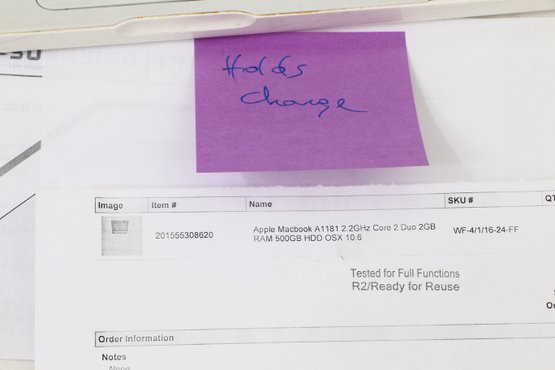 Holds
Charge
Image Item # Name SKU # QT
201555308620 Apple Macbook A1181 2.2GHz Core 2 Duo 2GB WF-4/1/16-24-FF
RAM 500GB HDD OSX 10.6
Tested for Full Functions
R2/Ready for Reuse
Order Information
Notes
None